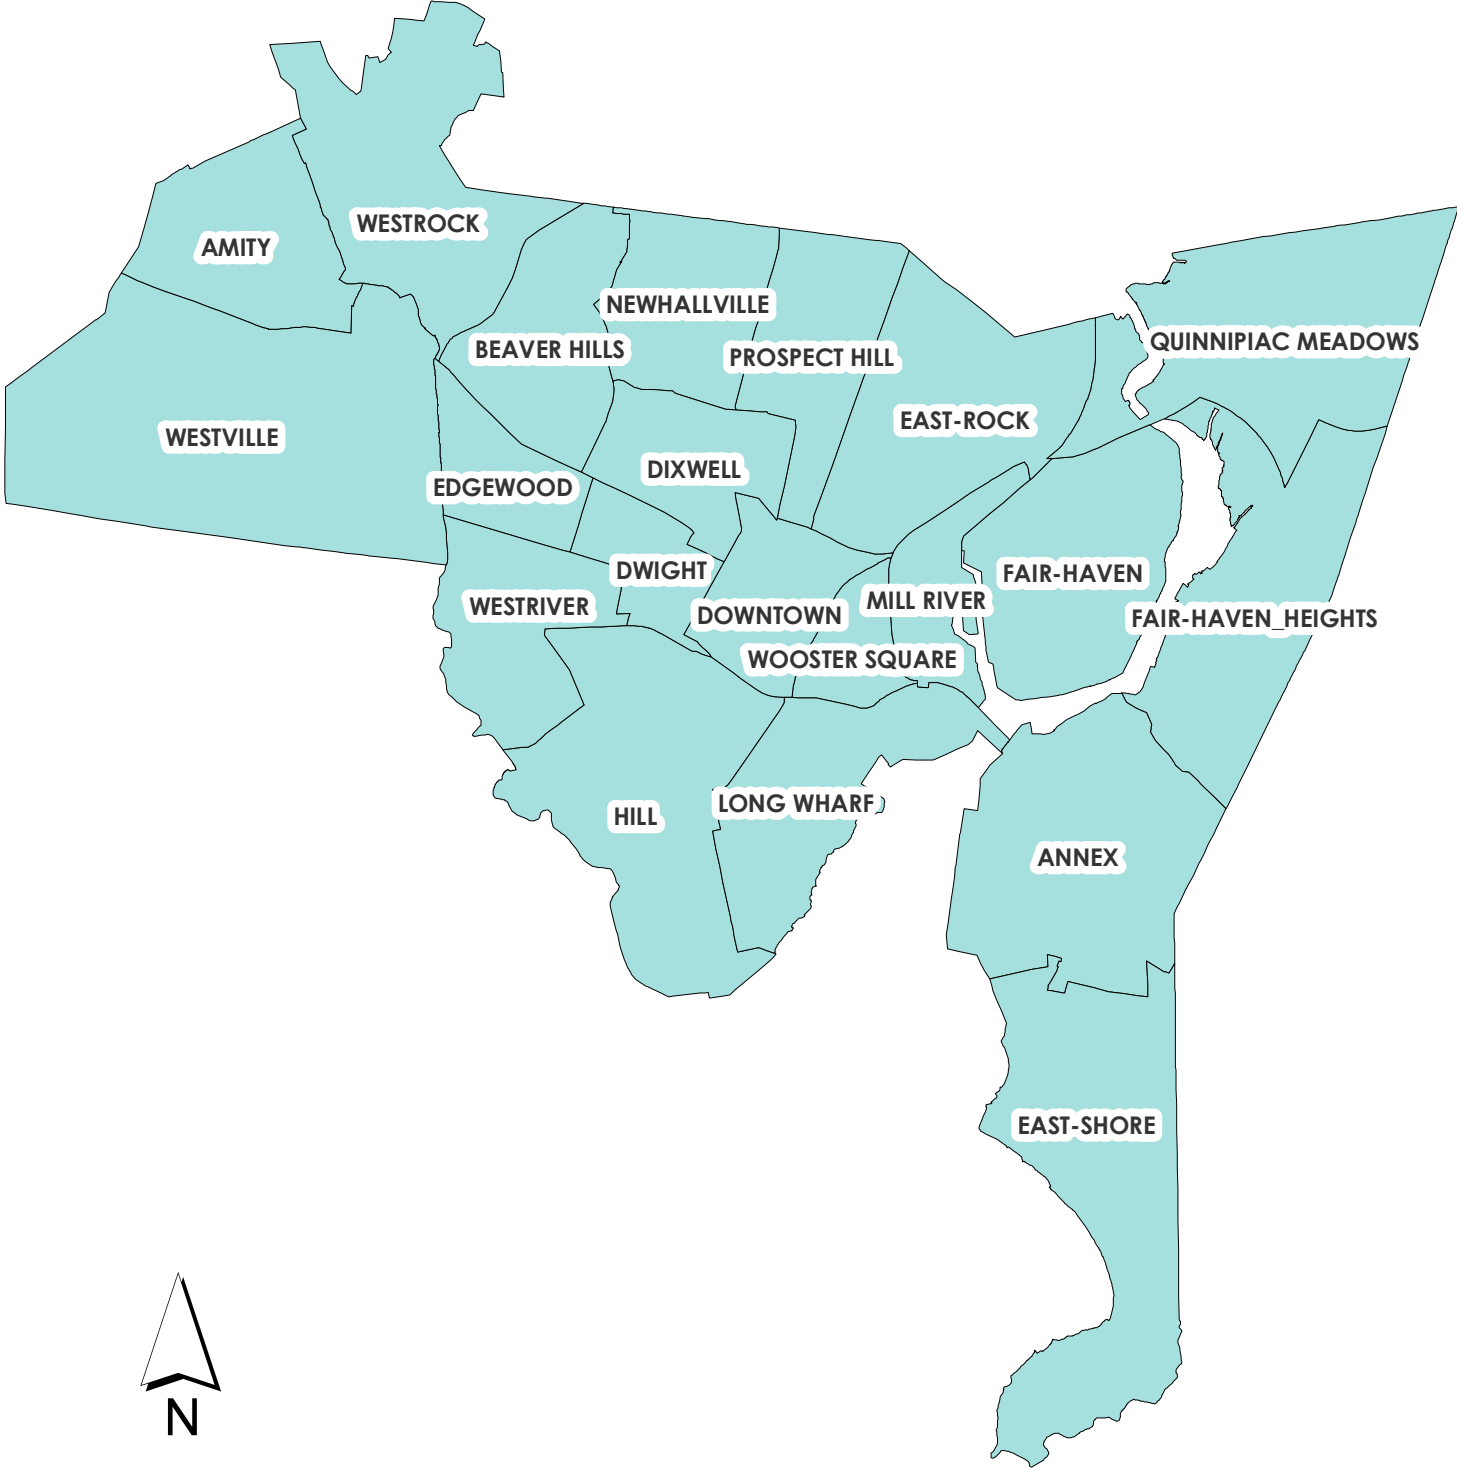 WESTROCK
AMITY
NEWHALLVILLE
QUINNIPIAC MEADOWS
BEAVER HILLS
PROSPECT HILL
EAST-ROCK
WESTVILLE
DIXWELL
EDGEWOOD
DWIGHT
FAIR-HAVEN
MILL RIVER
WESTRIVER
DOWNTOWN
FAIR-HAVEN_HEIGHTS
WOOSTER SQUARE
LONG WHARF
HILL
ANNEX
EAST-SHORE
N